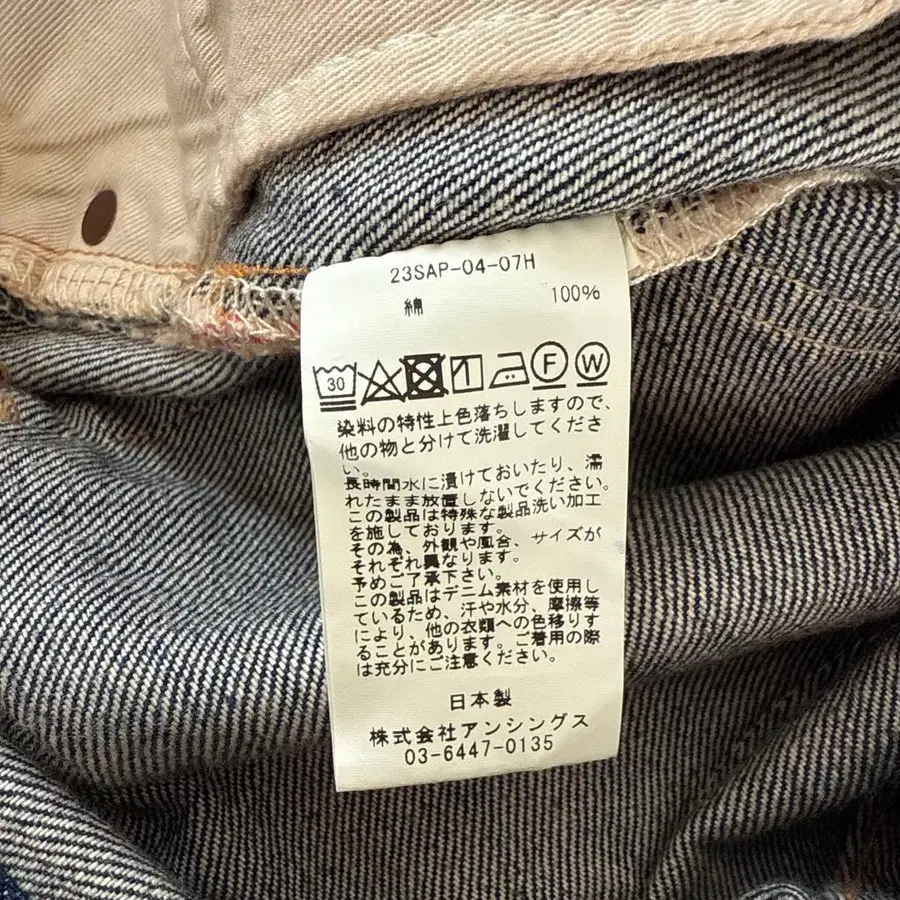 23SAP-04-07H
綿 100%
30 F W
染料の特性上色落ちしますので、
他の物と分けて洗濯してくださ
い。
長時間水に漬けておいたり、濡
れたまま放置しないでください。
この製品は特殊な製品洗い加工
を施しております。
その為、外観や風合、サイズが
それぞれ異なります。
予めご了承下さい。
この製品はデニム素材を使用し
ているため、汗や水分、摩擦等
により、他の衣類への色移りす
ることがあります。ご着用の際
は充分にご注意ください。
日本製
株式会社アンシングス
03-6447-0135